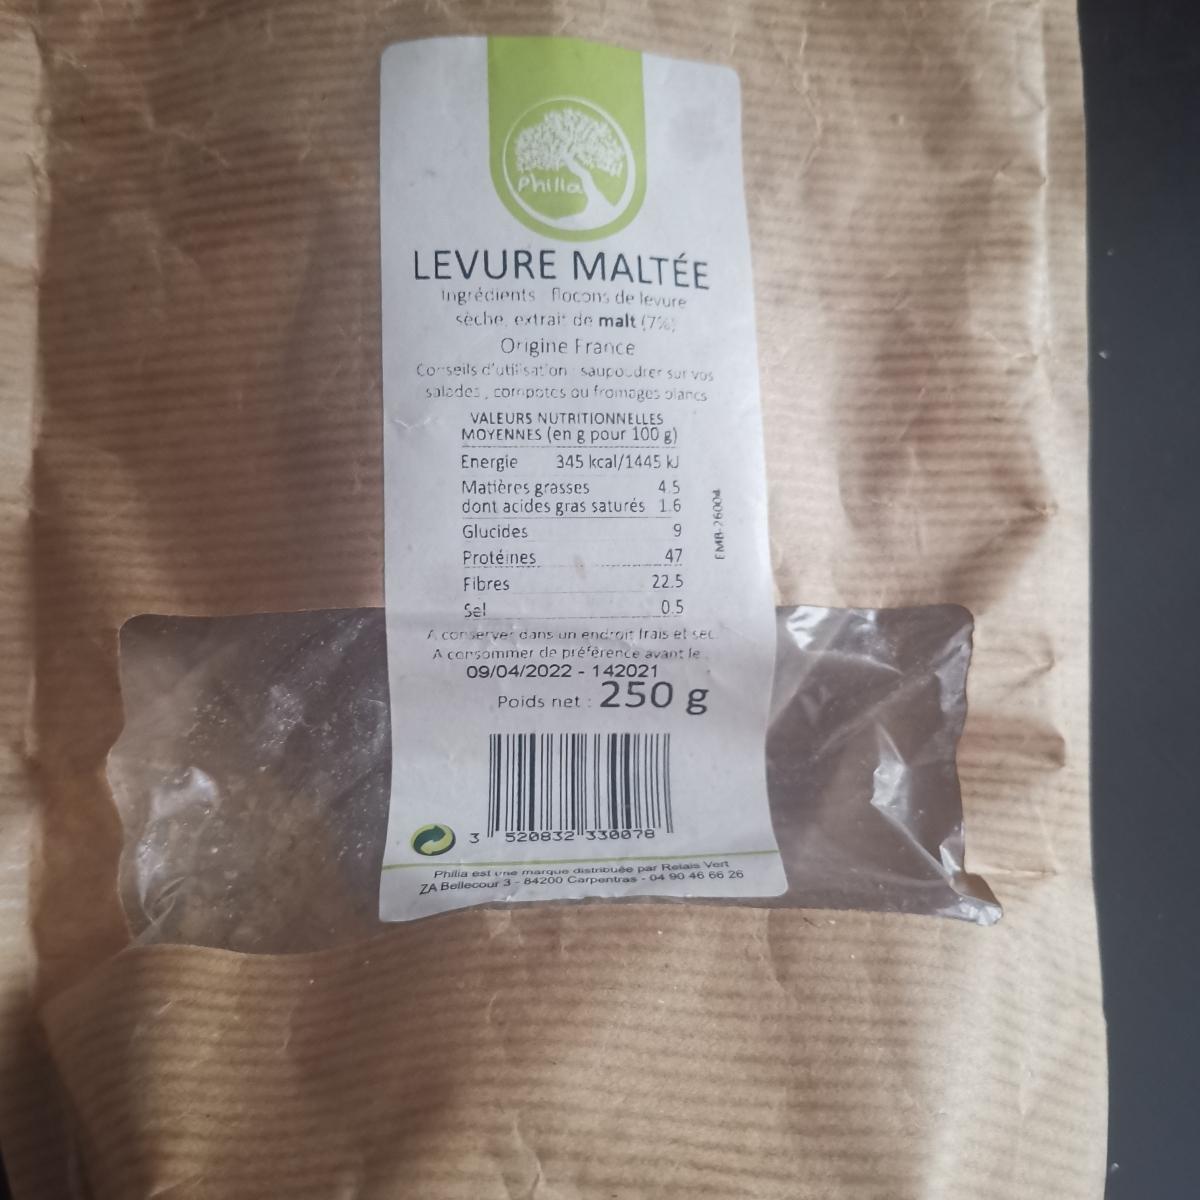 Philia
LEVURE MALTÉE
Ingrédients : flocons de levure
sèche, extrait de malt (7%)
Origine France
Conseils d'utilisation : saupoudrer sur vos
salades , compotes ou fromages blancs
VALEURS NUTRITIONNELLES
MOYENNES (en g pour 100 g)
Energie 345 kcal/1445 kJ
Matières grasses 4.5
dont acides gras saturés 1.6
Glucides 9
Protéines 47
Fibres 22.5
Sel 0.5
EMB-26004
A conserver dans un endroit frais et sec.
A consommer de préférence avant le :
09/04/2022 - 142021
Poids net : 250 g
3 520832 330078
Philia est une marque distribuée par Relais Vert
ZA Bellecour 3 - 84200 Carpentras - 04 90 46 66 26